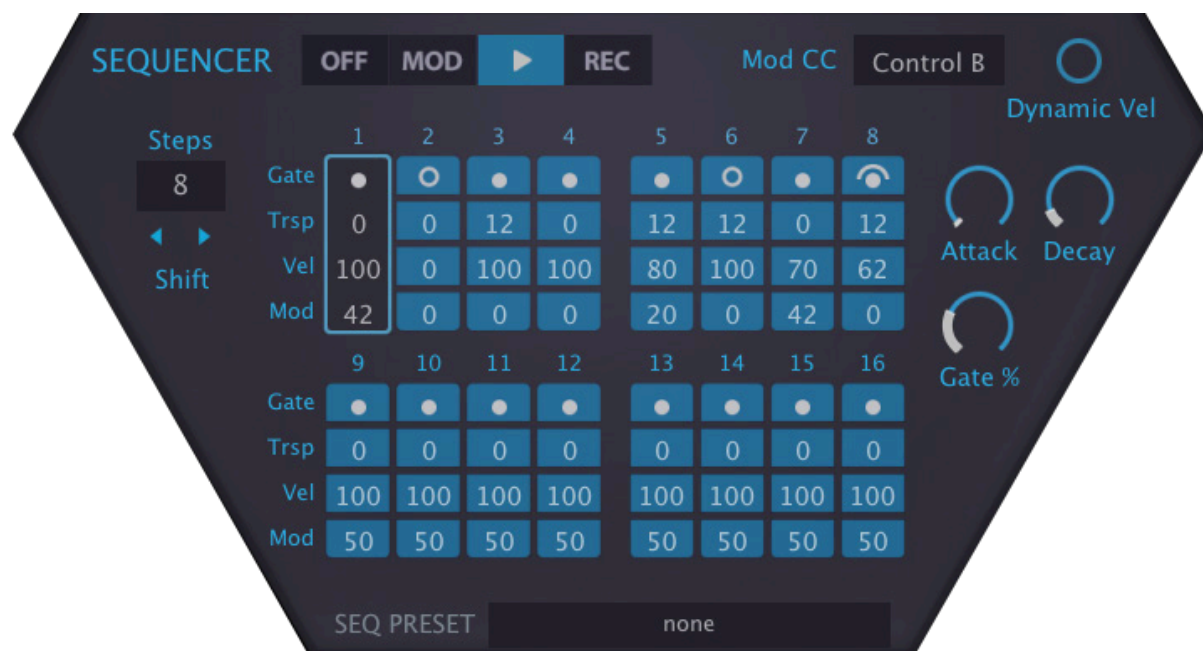 SEQUENCER OFF MOD REC Mod CC Control B
Dynamic Vel
Steps 1 2 3 4 5 6 7 8
8 Gate
Trsp 0 0 12 0 12 12 0 12
Shift Vel 100 0 100 100 80 100 70 62 Attack Decay
Mod 42 0 0 0 20 0 42 0
9 10 11 12 13 14 15 16
Gate % 
Gate
Trsp 0 0 0 0 0 0 0 0
Vel 100 100 100 100 100 100 100 100
Mod 50 50 50 50 50 50 50 50
SEQ PRESET none